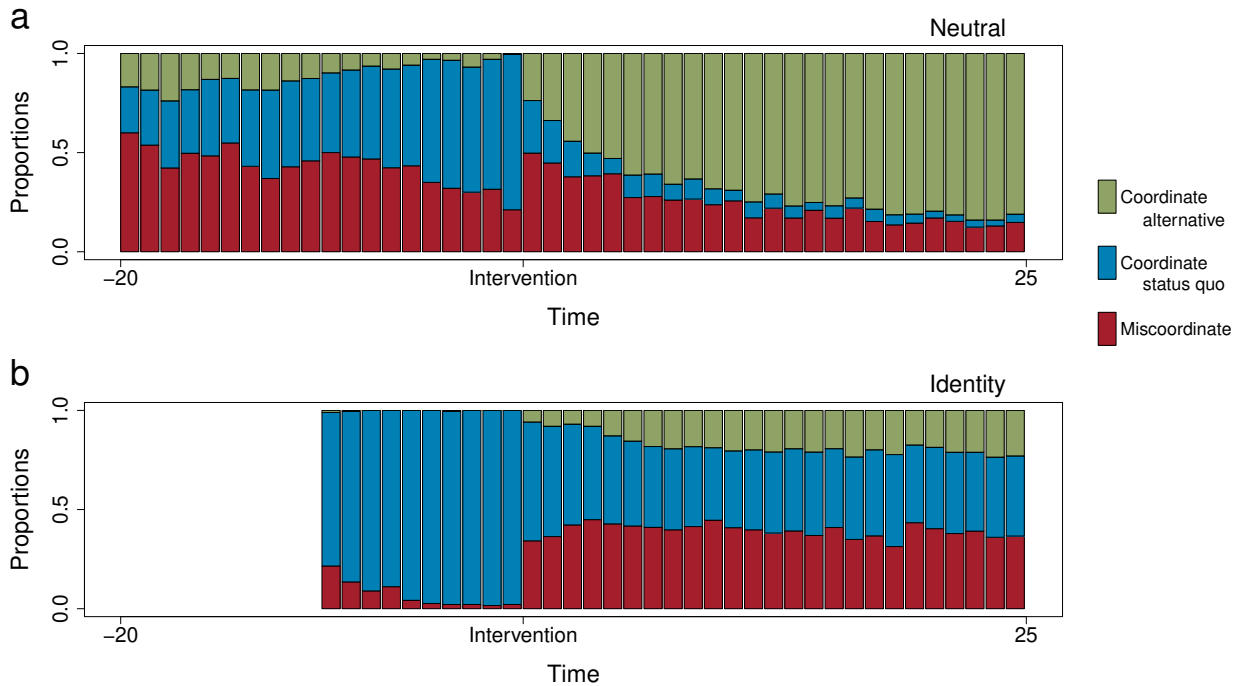 a
Neutral
Proportions
1.0
0.5
0.0
−20
Intervention
25
Time
Coordinate
alternative
Coordinate
status quo
Miscoordinate
b
Identity
Proportions
1.0
0.5
0.0
−20
Intervention
25
Time